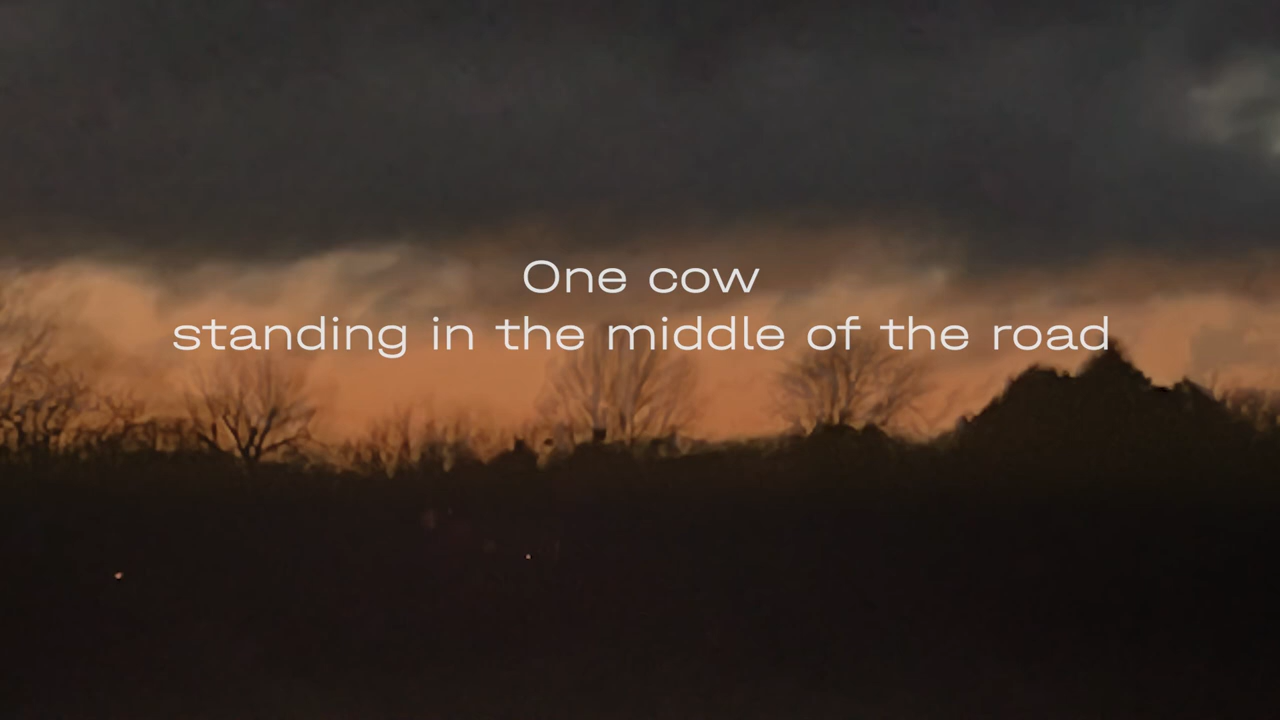 One cow
standing in the middle of the road